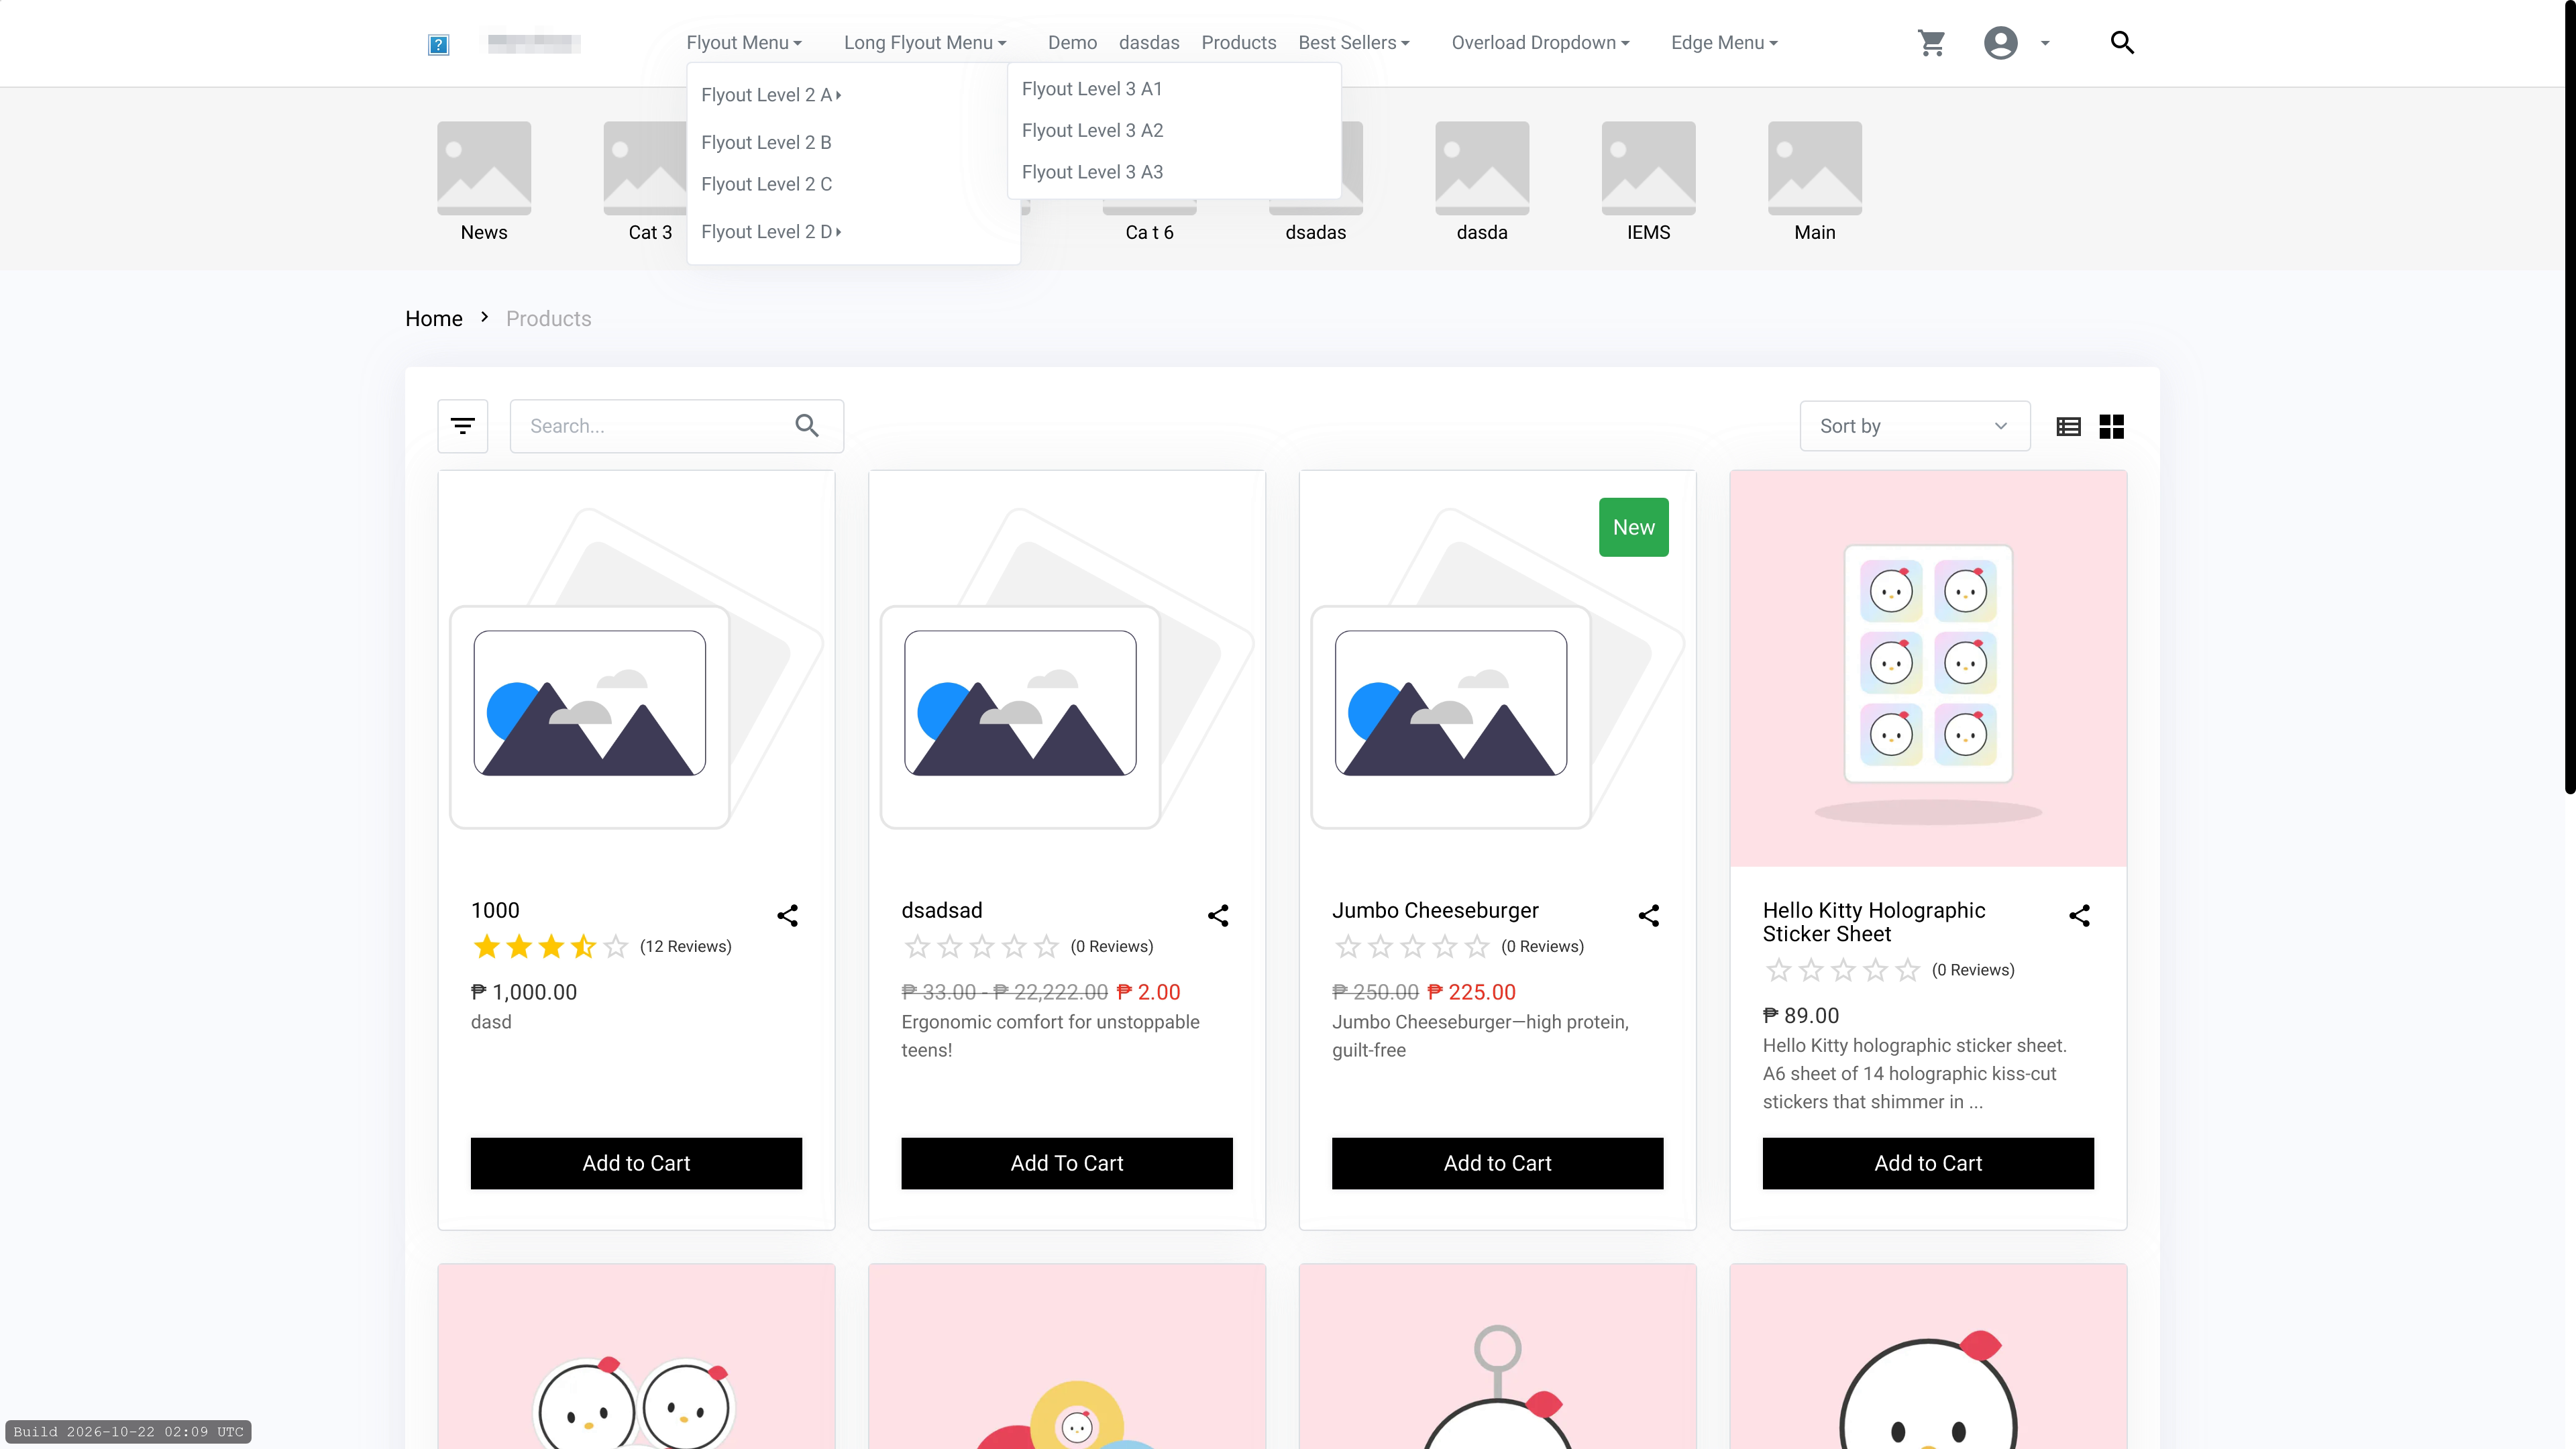 Flyout Menu Long Flyout Menu Demo dasdas Products Best Sellers Overload Dropdown Edge Menu
Flyout Level 2 A
Flyout Level 2 B
Flyout Level 2 C
Flyout Level 2 D
Flyout Level 3 A1
Flyout Level 3 A2
Flyout Level 3 A3
News Cat 3 Ca t 6 dsadas dasda IEMS Main
Home Products
Search... Sort by
1000
(12 Reviews)
₱ 1,000.00
dasd
Add to Cart
dsadsad
(0 Reviews)
₱ 33.00 - ₱ 22,222.00 ₱ 2.00
Ergonomic comfort for unstoppable
teens!
Add To Cart
New
Jumbo Cheeseburger
(0 Reviews)
₱ 250.00 ₱ 225.00
Jumbo Cheeseburger—high protein,
guilt-free
Add to Cart
Hello Kitty Holographic
Sticker Sheet
(0 Reviews)
₱ 89.00
Hello Kitty holographic sticker sheet.
A6 sheet of 14 holographic kiss-cut
stickers that shimmer in ...
Add to Cart
Build 2026-10-22 02:09 UTC